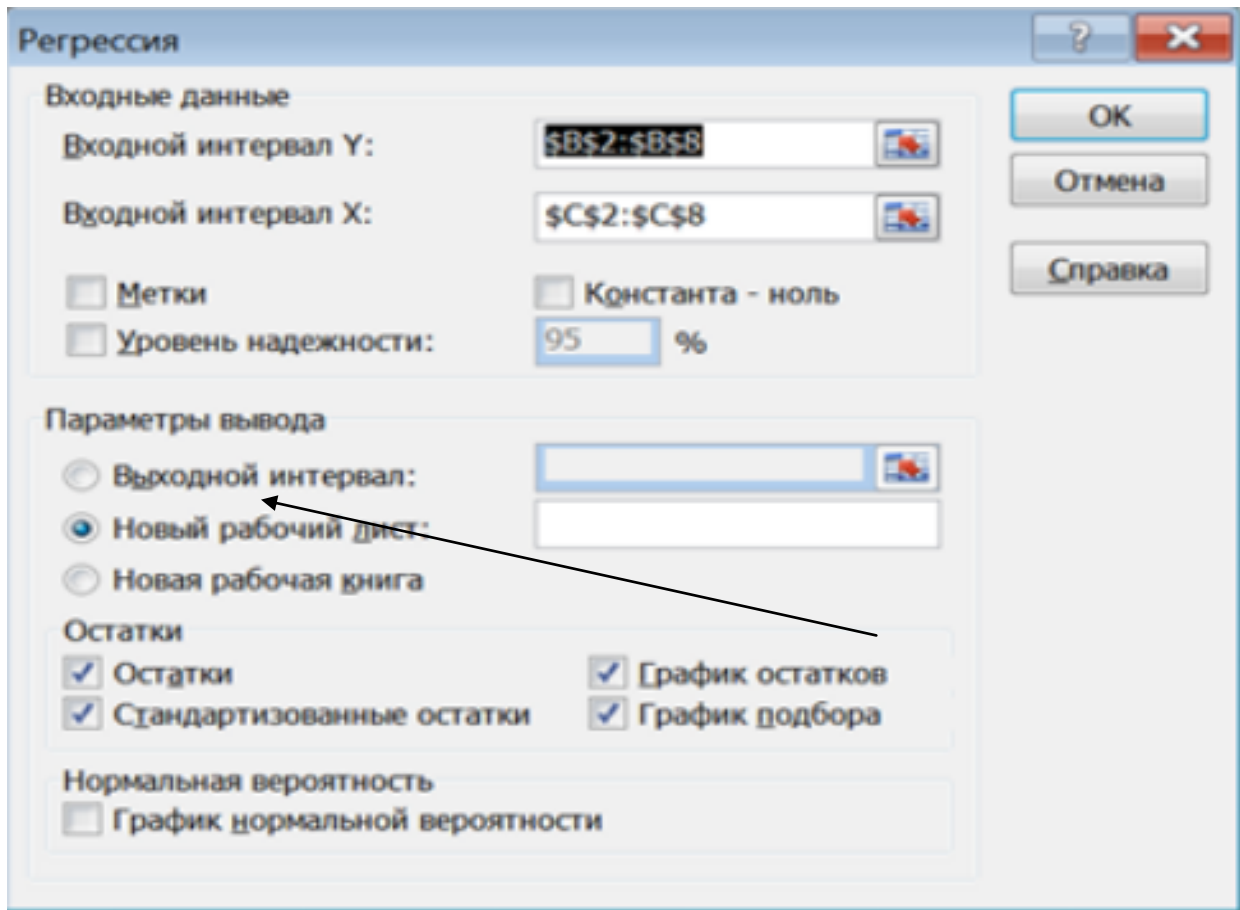 Регрессия
?
Входные данные
Входной интервал Y: $B$2:$B$8
Входной интервал X: $C$2:$C$8
Метки Константа - ноль
Уровень надежности: 95 %
Параметры вывода
Выходной интервал:
Новый рабочий лист:
Новая рабочая книга
Остатки
Остатки График остатков
Стандартизованные остатки График подбора
Нормальная вероятность
График нормальной вероятности
OK
Отмена
Справка